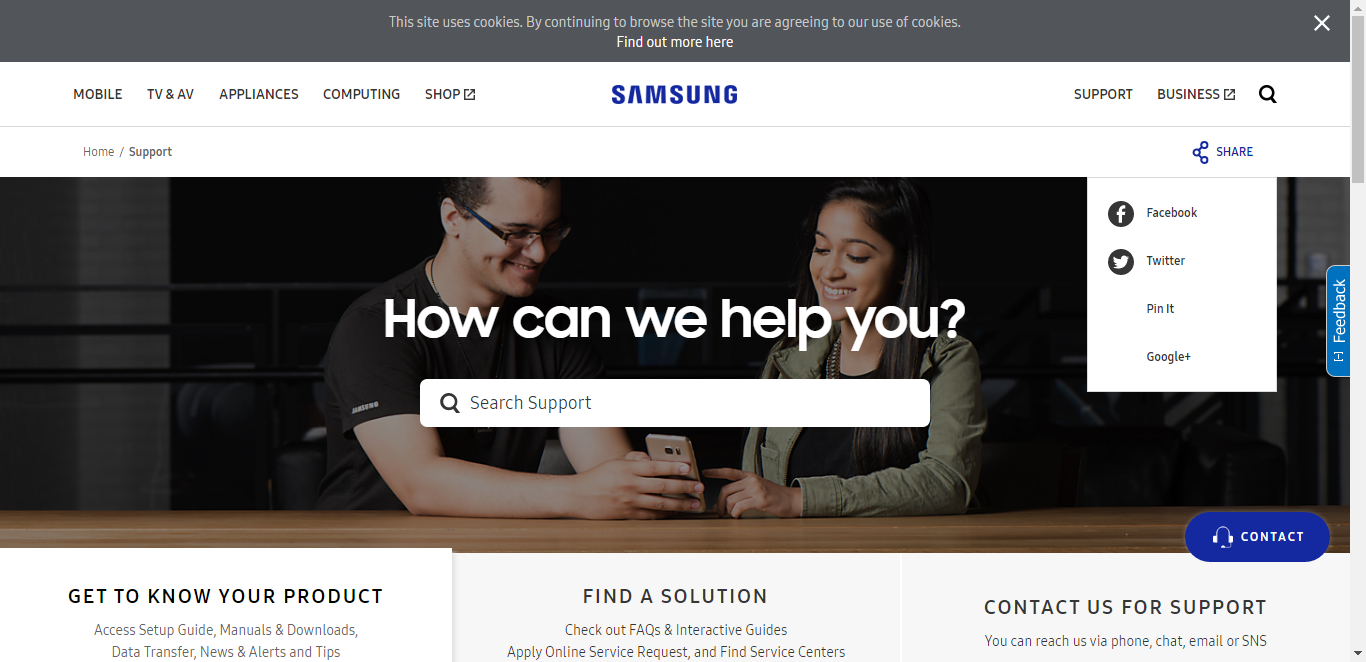 This site uses cookies. By continuing to browse the site you are agreeing to our use of cookies.
Find out more here
MOBILE TV & AV APPLIANCES COMPUTING SHOP SAMSUNG SUPPORT BUSINESS
Home / Support
SHARE
Facebook
Twitter
Pin It
Google+
Feedback
How can we help you?
Search Support
SAMSUNG
CONTACT
GET TO KNOW YOUR PRODUCT
Access Setup Guide, Manuals & Downloads,
Data Transfer, News & Alerts and Tips
FIND A SOLUTION
Check out FAQs & Interactive Guides
Apply Online Service Request, and Find Service Centers
CONTACT US FOR SUPPORT
You can reach us via phone, chat, email or SNS